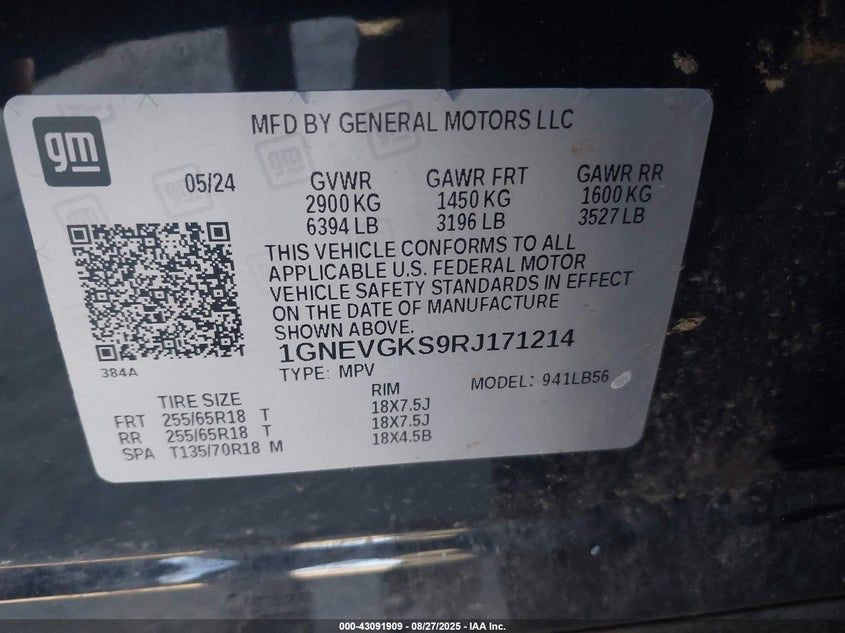 gm
MFD BY GENERAL MOTORS LLC
05/24 GVWR GAWR FRT GAWR RR
2900 KG 1450 KG 1600 KG
6394 LB 3196 LB 3527 LB
THIS VEHICLE CONFORMS TO ALL
APPLICABLE U.S. FEDERAL MOTOR
VEHICLE SAFETY STANDARDS IN EFFECT
ON THE DATE OF MANUFACTURE
SHOWN ABOVE.
1GNEVGKS9RJ171214
384A
TYPE: MPV MODEL: 941LB56
TIRE SIZE RIM
FRT 255/65R18 T 18X7.5J
RR 255/65R18 T 18X7.5J
SPA T135/70R18 M 18X4.5B
000-43091909 - 08/27/2025 - IAA Inc.